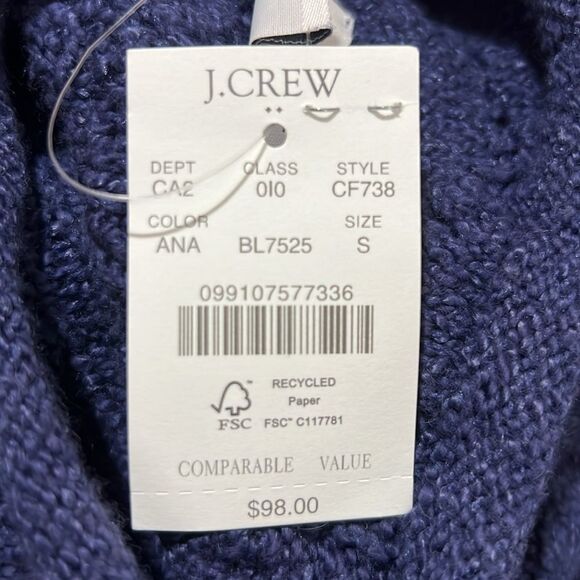 J.CREW
DEPT CLASS STYLE
CA2 0I0 CF738
COLOR SIZE
ANA BL7525 S
099107577336
RECYCLED
Paper
FSC FSC™ C117781
COMPARABLE VALUE
$98.00